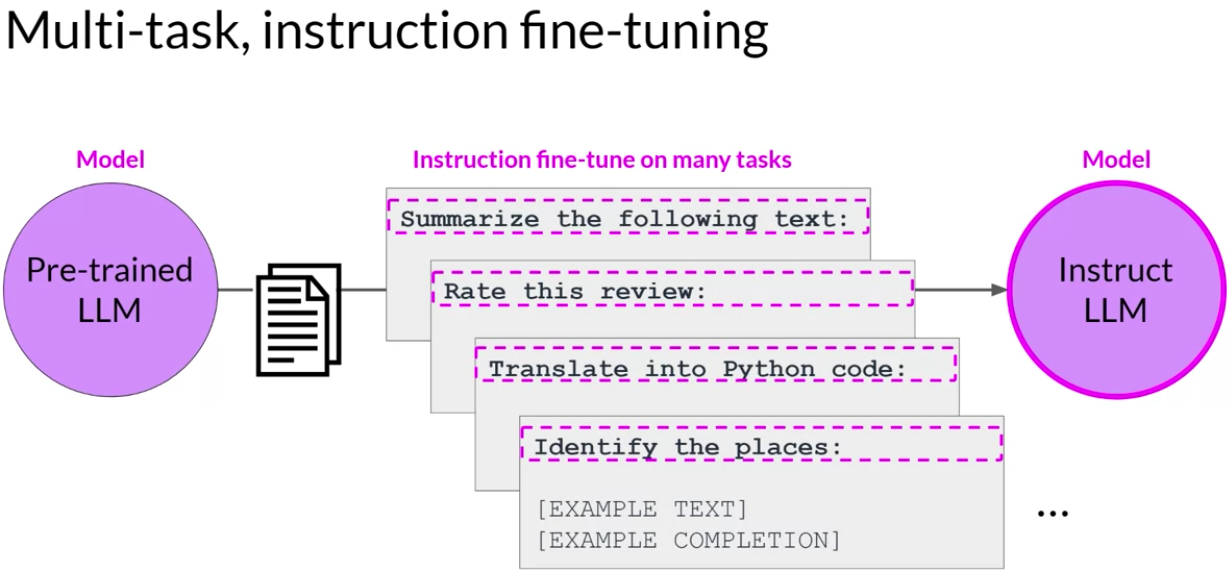 Multi-task, instruction fine-tuning
Model
Instruction fine-tune on many tasks
Model
Pre-trained
LLM
Summarize the following text:
Rate this review:
Translate into Python code:
Identify the places:
[EXAMPLE TEXT]
[EXAMPLE COMPLETION]
...
Instruct
LLM